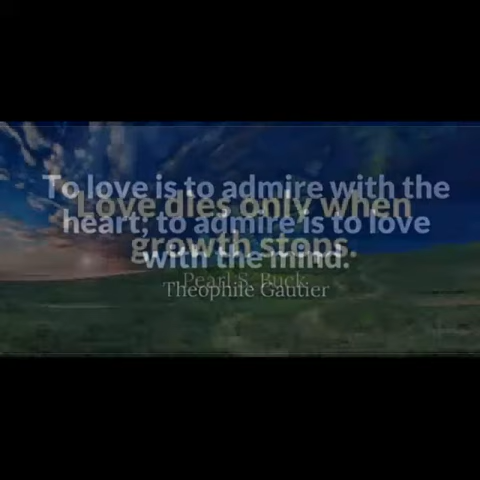 To love is to admire with the
heart; to admire is to love
with the mind.
Theophile Gautier
Love dies only when
growth stops.
Pearl S. Buck